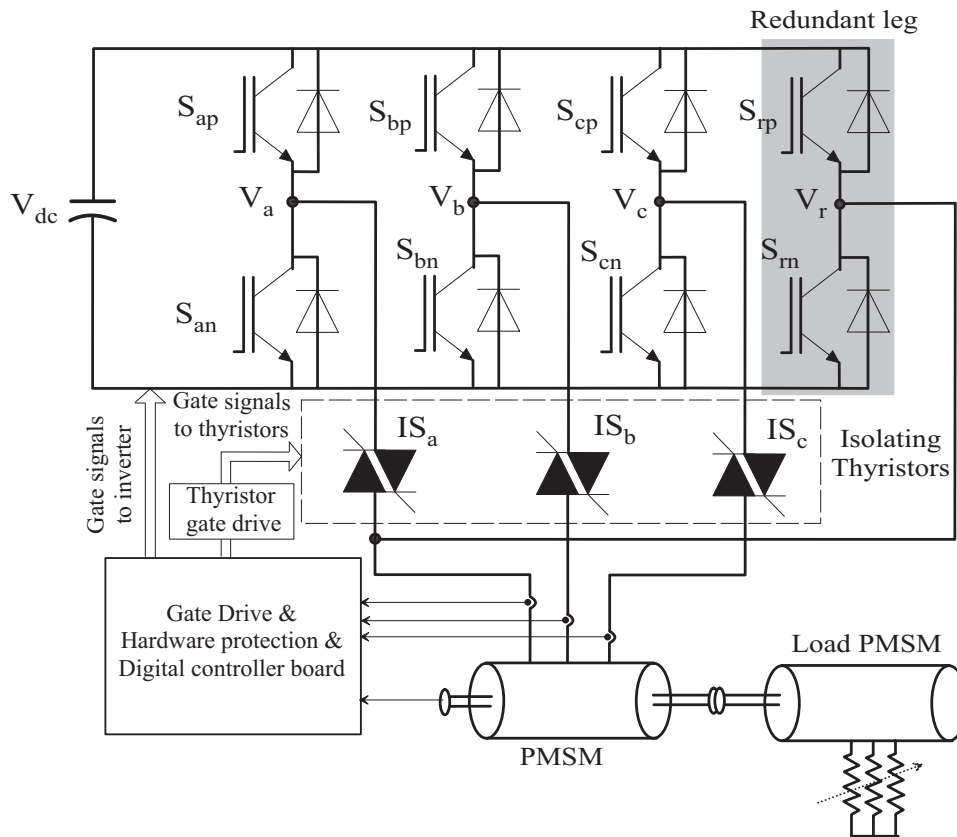 Redundant leg
S_ap
S_bp
S_cp
S_rp
V_dc
V_a
V_b
V_c
V_r
S_an
S_bn
S_cn
S_rn
Gate signals
to inverter
Gate signals
to thyristors
IS_a
IS_b
IS_c
Isolating
Thyristors
Thyristor
gate drive
Gate Drive &
Hardware protection &
Digital controller board
PMSM
Load PMSM